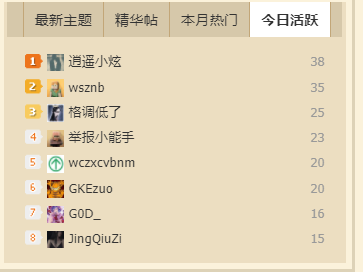 最新主题 精华帖 本月热门 今日活跃
1 逍遥小炫 38
2 wsznb 35
3 格调低了 25
4 举报小能手 23
5 wczxcvbnm 20
6 GKEzuo 20
7 G0D_ 16
8 JingQiuZi 15